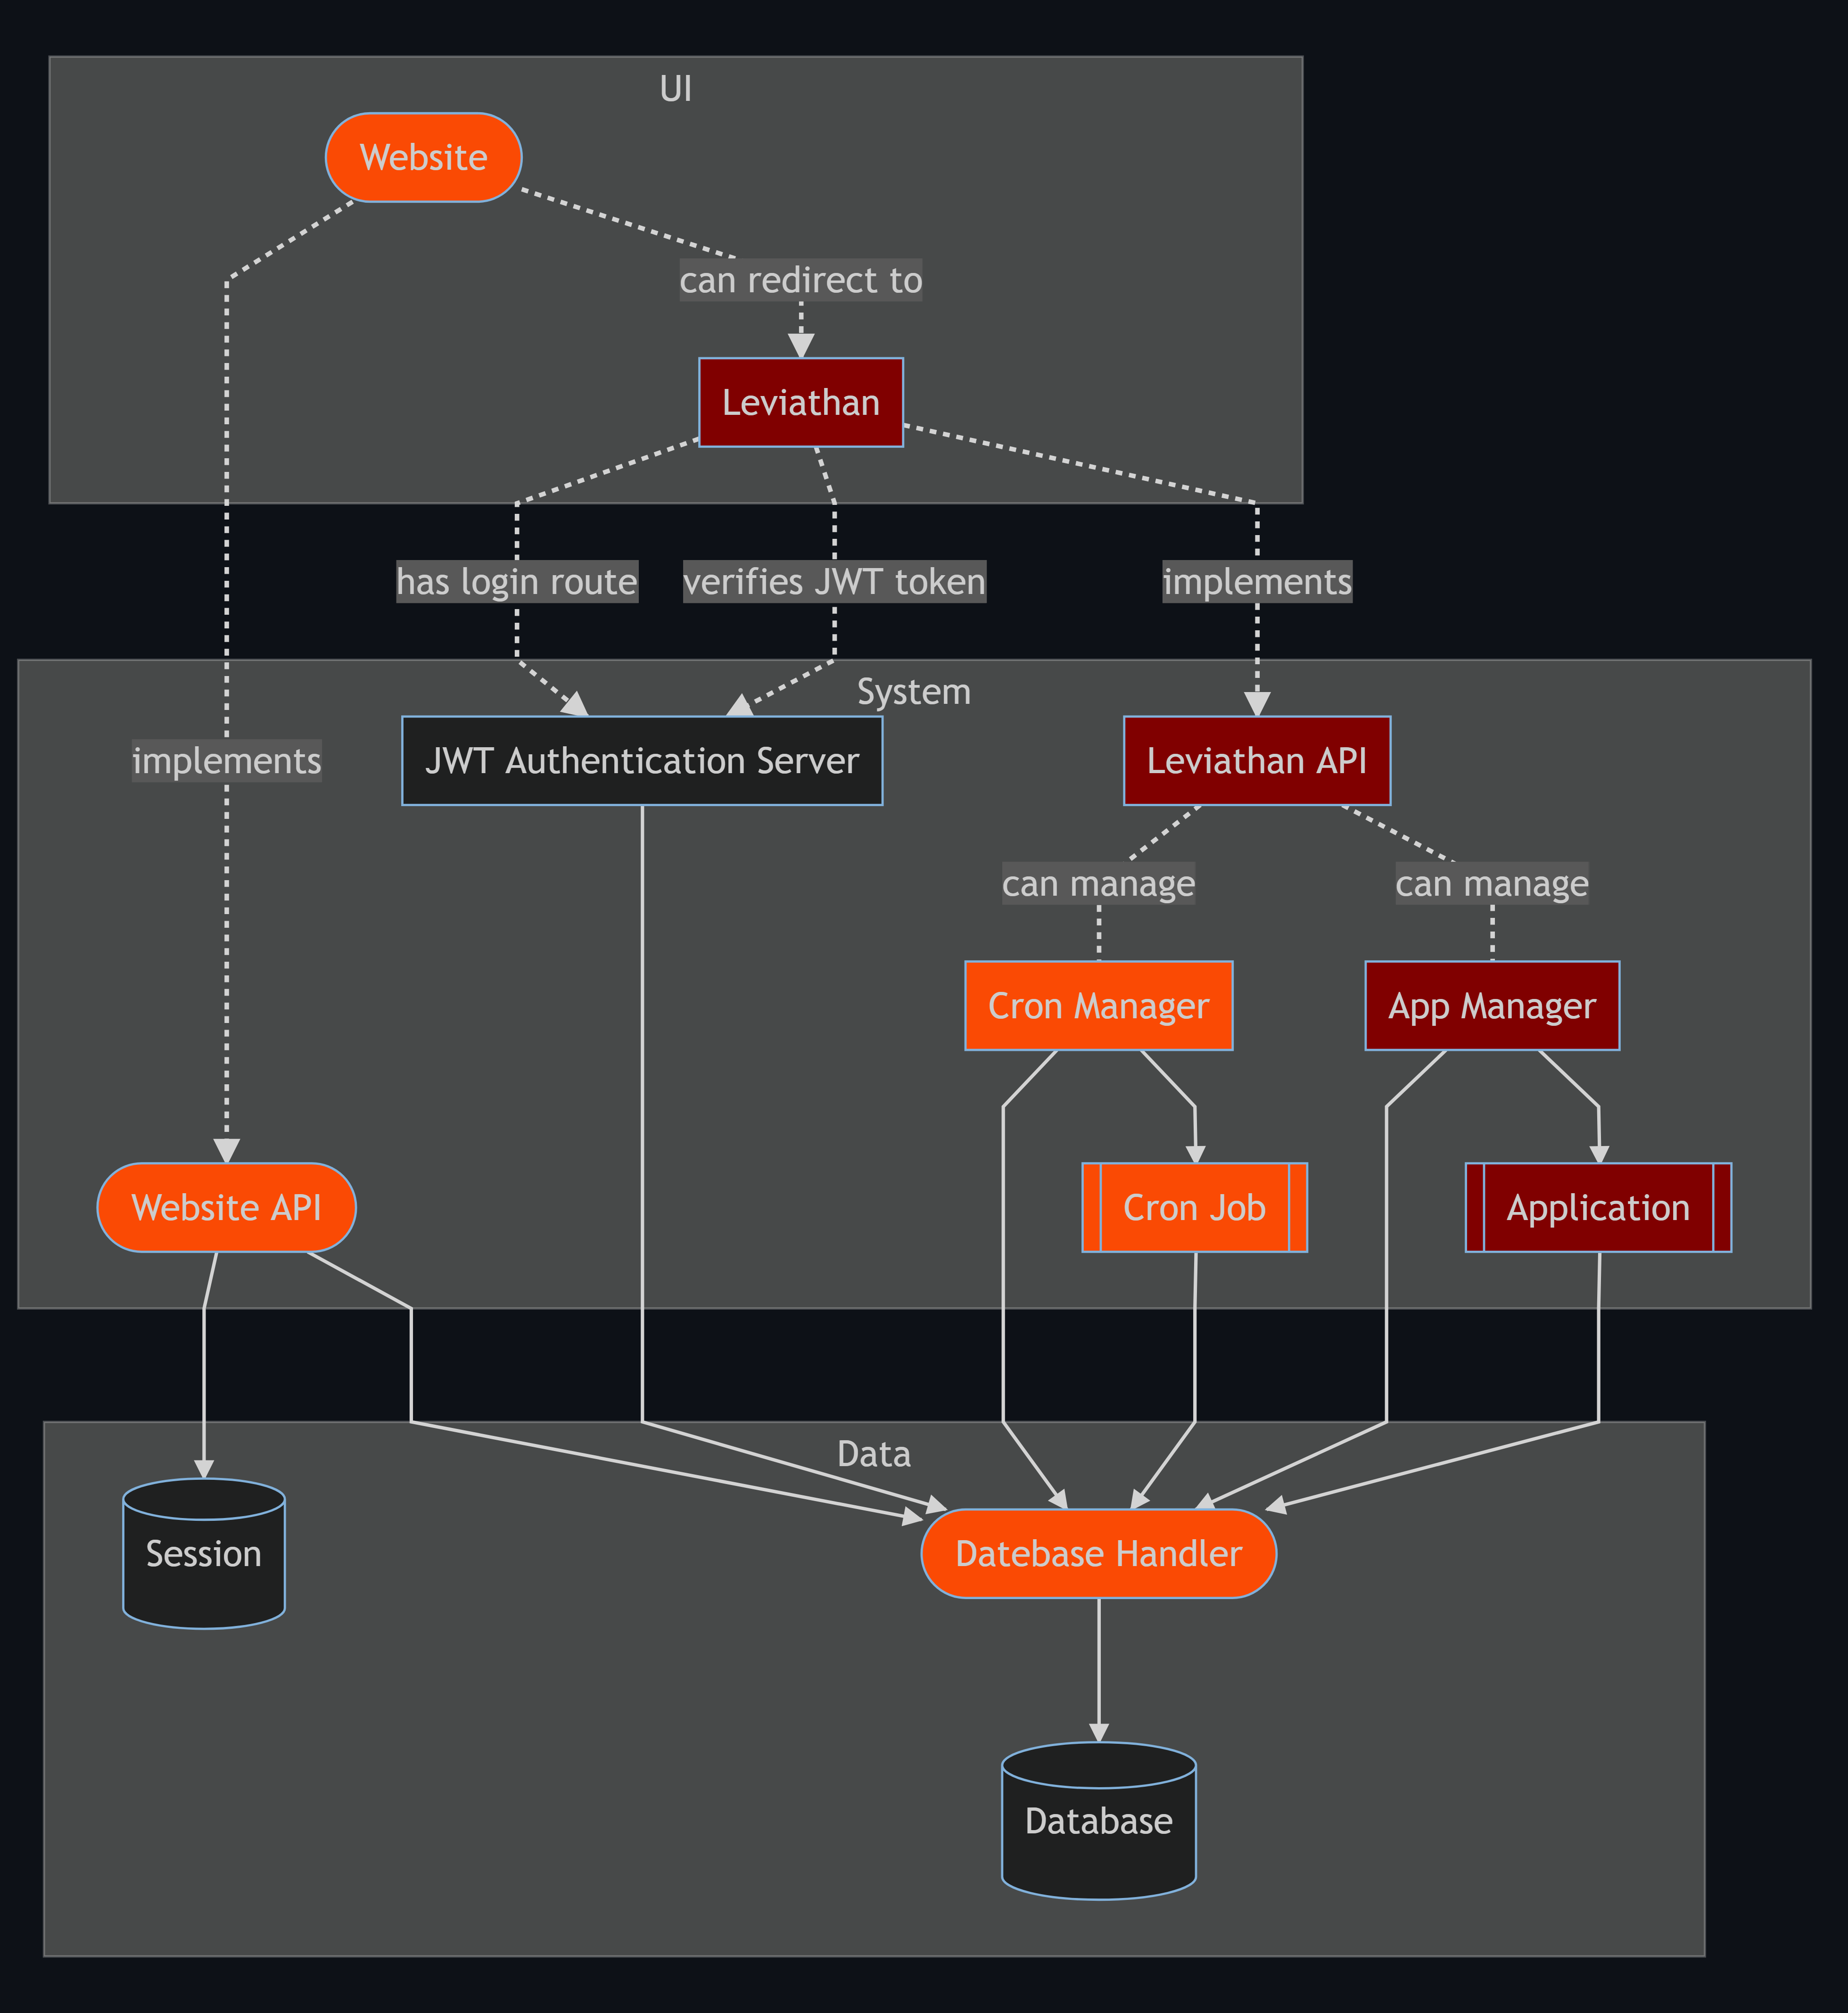 UI
Website
can redirect to
Leviathan
has login route
verifies JWT token
implements
System
implements
JWT Authentication Server
Leviathan API
can manage
can manage
Cron Manager
App Manager
Website API
Cron Job
Application
Data
Session
Datebase Handler
Database